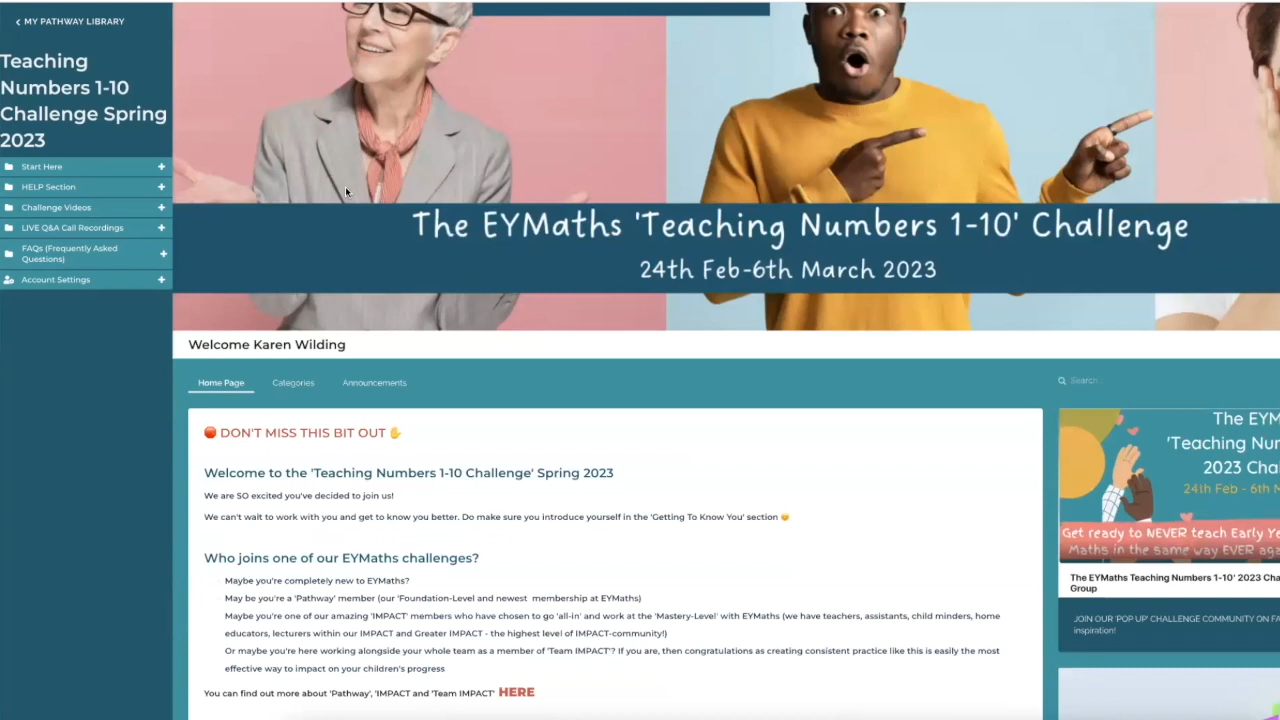 MY PATHWAY LIBRARY
Teaching
Numbers 1-10
Challenge Spring
2023
Start Here
HELP Section
Challenge Videos
LIVE Q&A Call Recordings
FAQs (Frequently Asked
Questions)
Account Settings
The EYMaths 'Teaching Numbers 1-10' Challenge
24th Feb-6th March 2023
Welcome Karen Wilding
Home Page
Categories
Announcements
Search
DON'T MISS THIS BIT OUT
Welcome to the 'Teaching Numbers 1-10 Challenge' Spring 2023
We are SO excited you've decided to join us!
We can't wait to work with you and get to know you better. Do make sure you introduce yourself in the 'Getting To Know You' section
Who joins one of our EYMaths challenges?
Maybe you're completely new to EYMaths?
May be you're a 'Pathway' member (our 'Foundation-Level and newest membership at EYMaths)
Maybe you're one of our amazing 'IMPACT' members who have chosen to go 'all-in' and work at the 'Mastery-Level' with EYMaths (we have teachers, assistants, child minders, home
educators, lecturers within our IMPACT and Greater IMPACT - the highest level of IMPACT-community!)
Or maybe you're here working alongside your whole team as a member of 'Team IMPACT'? If you are, then congratulations as creating consistent practice like this is easily the most
effective way to impact on your children's progress
You can find out more about 'Pathway', 'IMPACT and 'Team IMPACT' HERE
The EYM
'Teaching Nu
2023 Cha
24th Feb - 6th M
Get ready to NEVER teach Early Ye
Maths in the same way EVER aga
The EYMaths Teaching Numbers 1-10' 2023 Cha
Group
JOIN OUR 'POP UP' CHALLENGE COMMUNITY ON FA
inspiration!